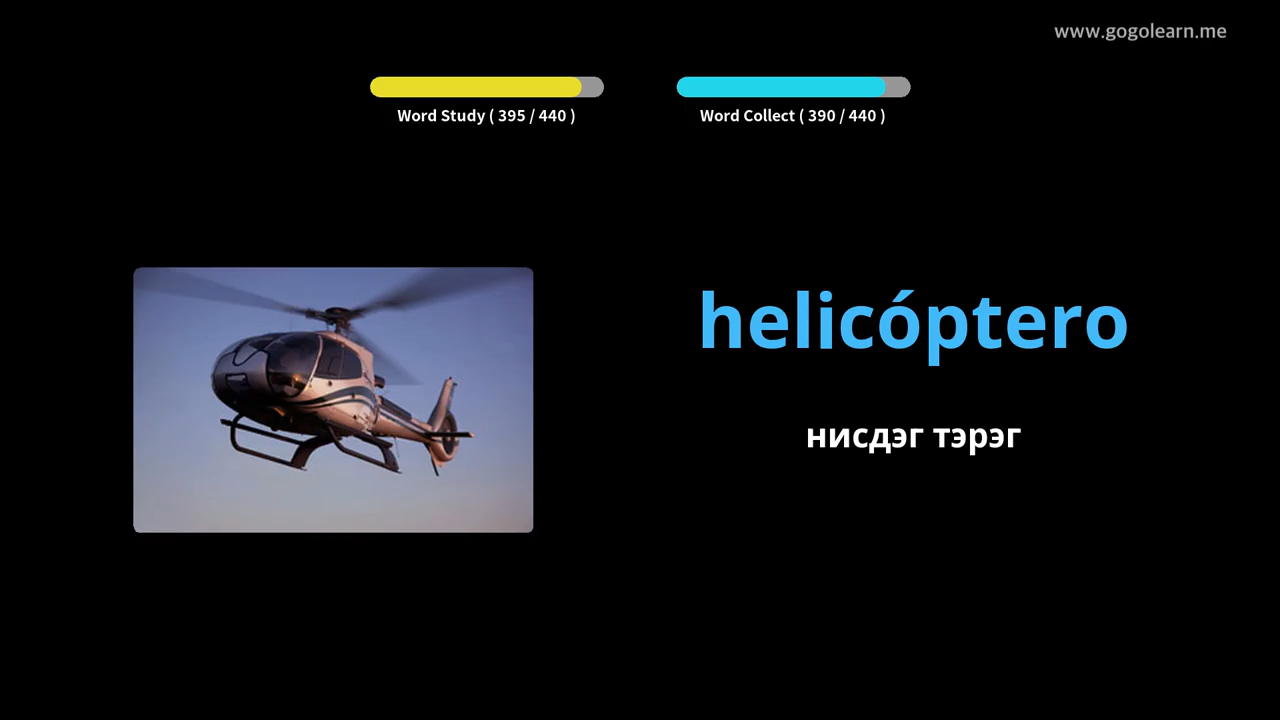 www.gogolearn.me
Word Study ( 395 / 440 )
Word Collect ( 390 / 440 )
helicóptero
нисдэг тэрэг